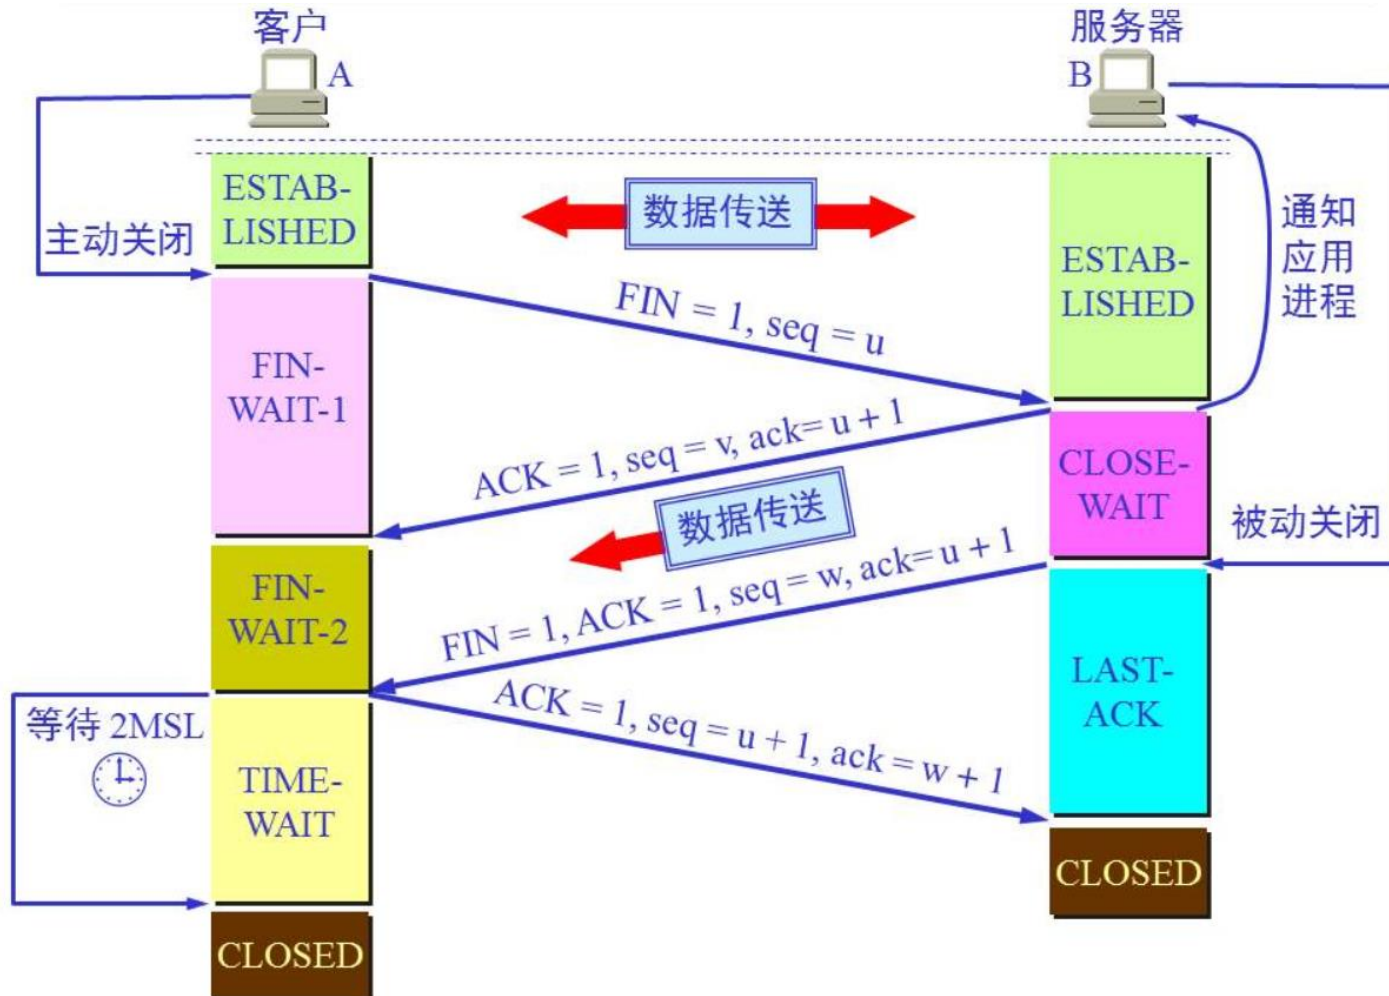 客户
服务器
A
B
ESTAB-
LISHED
数据传送
主动关闭
ESTAB-
LISHED
通知
应用
进程
FIN = 1, seq = u
FIN-
WAIT-1
ACK = 1, seq = v, ack= u + 1
CLOSE-
WAIT
数据传送
被动关闭
FIN = 1, ACK = 1, seq = w, ack= u + 1
FIN-
WAIT-2
LAST-
ACK
ACK = 1, seq = u + 1, ack = w + 1
等待 2MSL
TIME-
WAIT
CLOSED
CLOSED